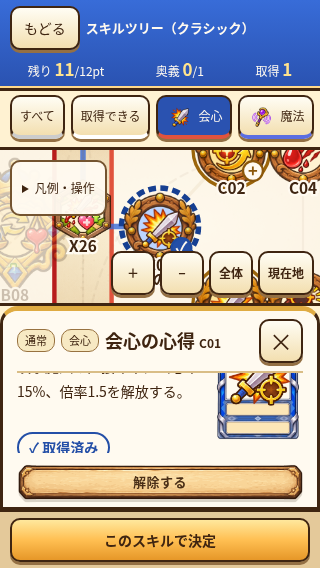 もどる
スキルツリー（クラシック）
残り 11/12pt
奥義 0/1
取得 1
すべて
取得できる
会心
魔法
▶ 凡例・操作
C02
C04
X26
B08
+
−
全体
現在地
通常
会心
会心の心得 C01
15%、倍率1.5を解放する。
✓取得済み
解除する
このスキルで決定